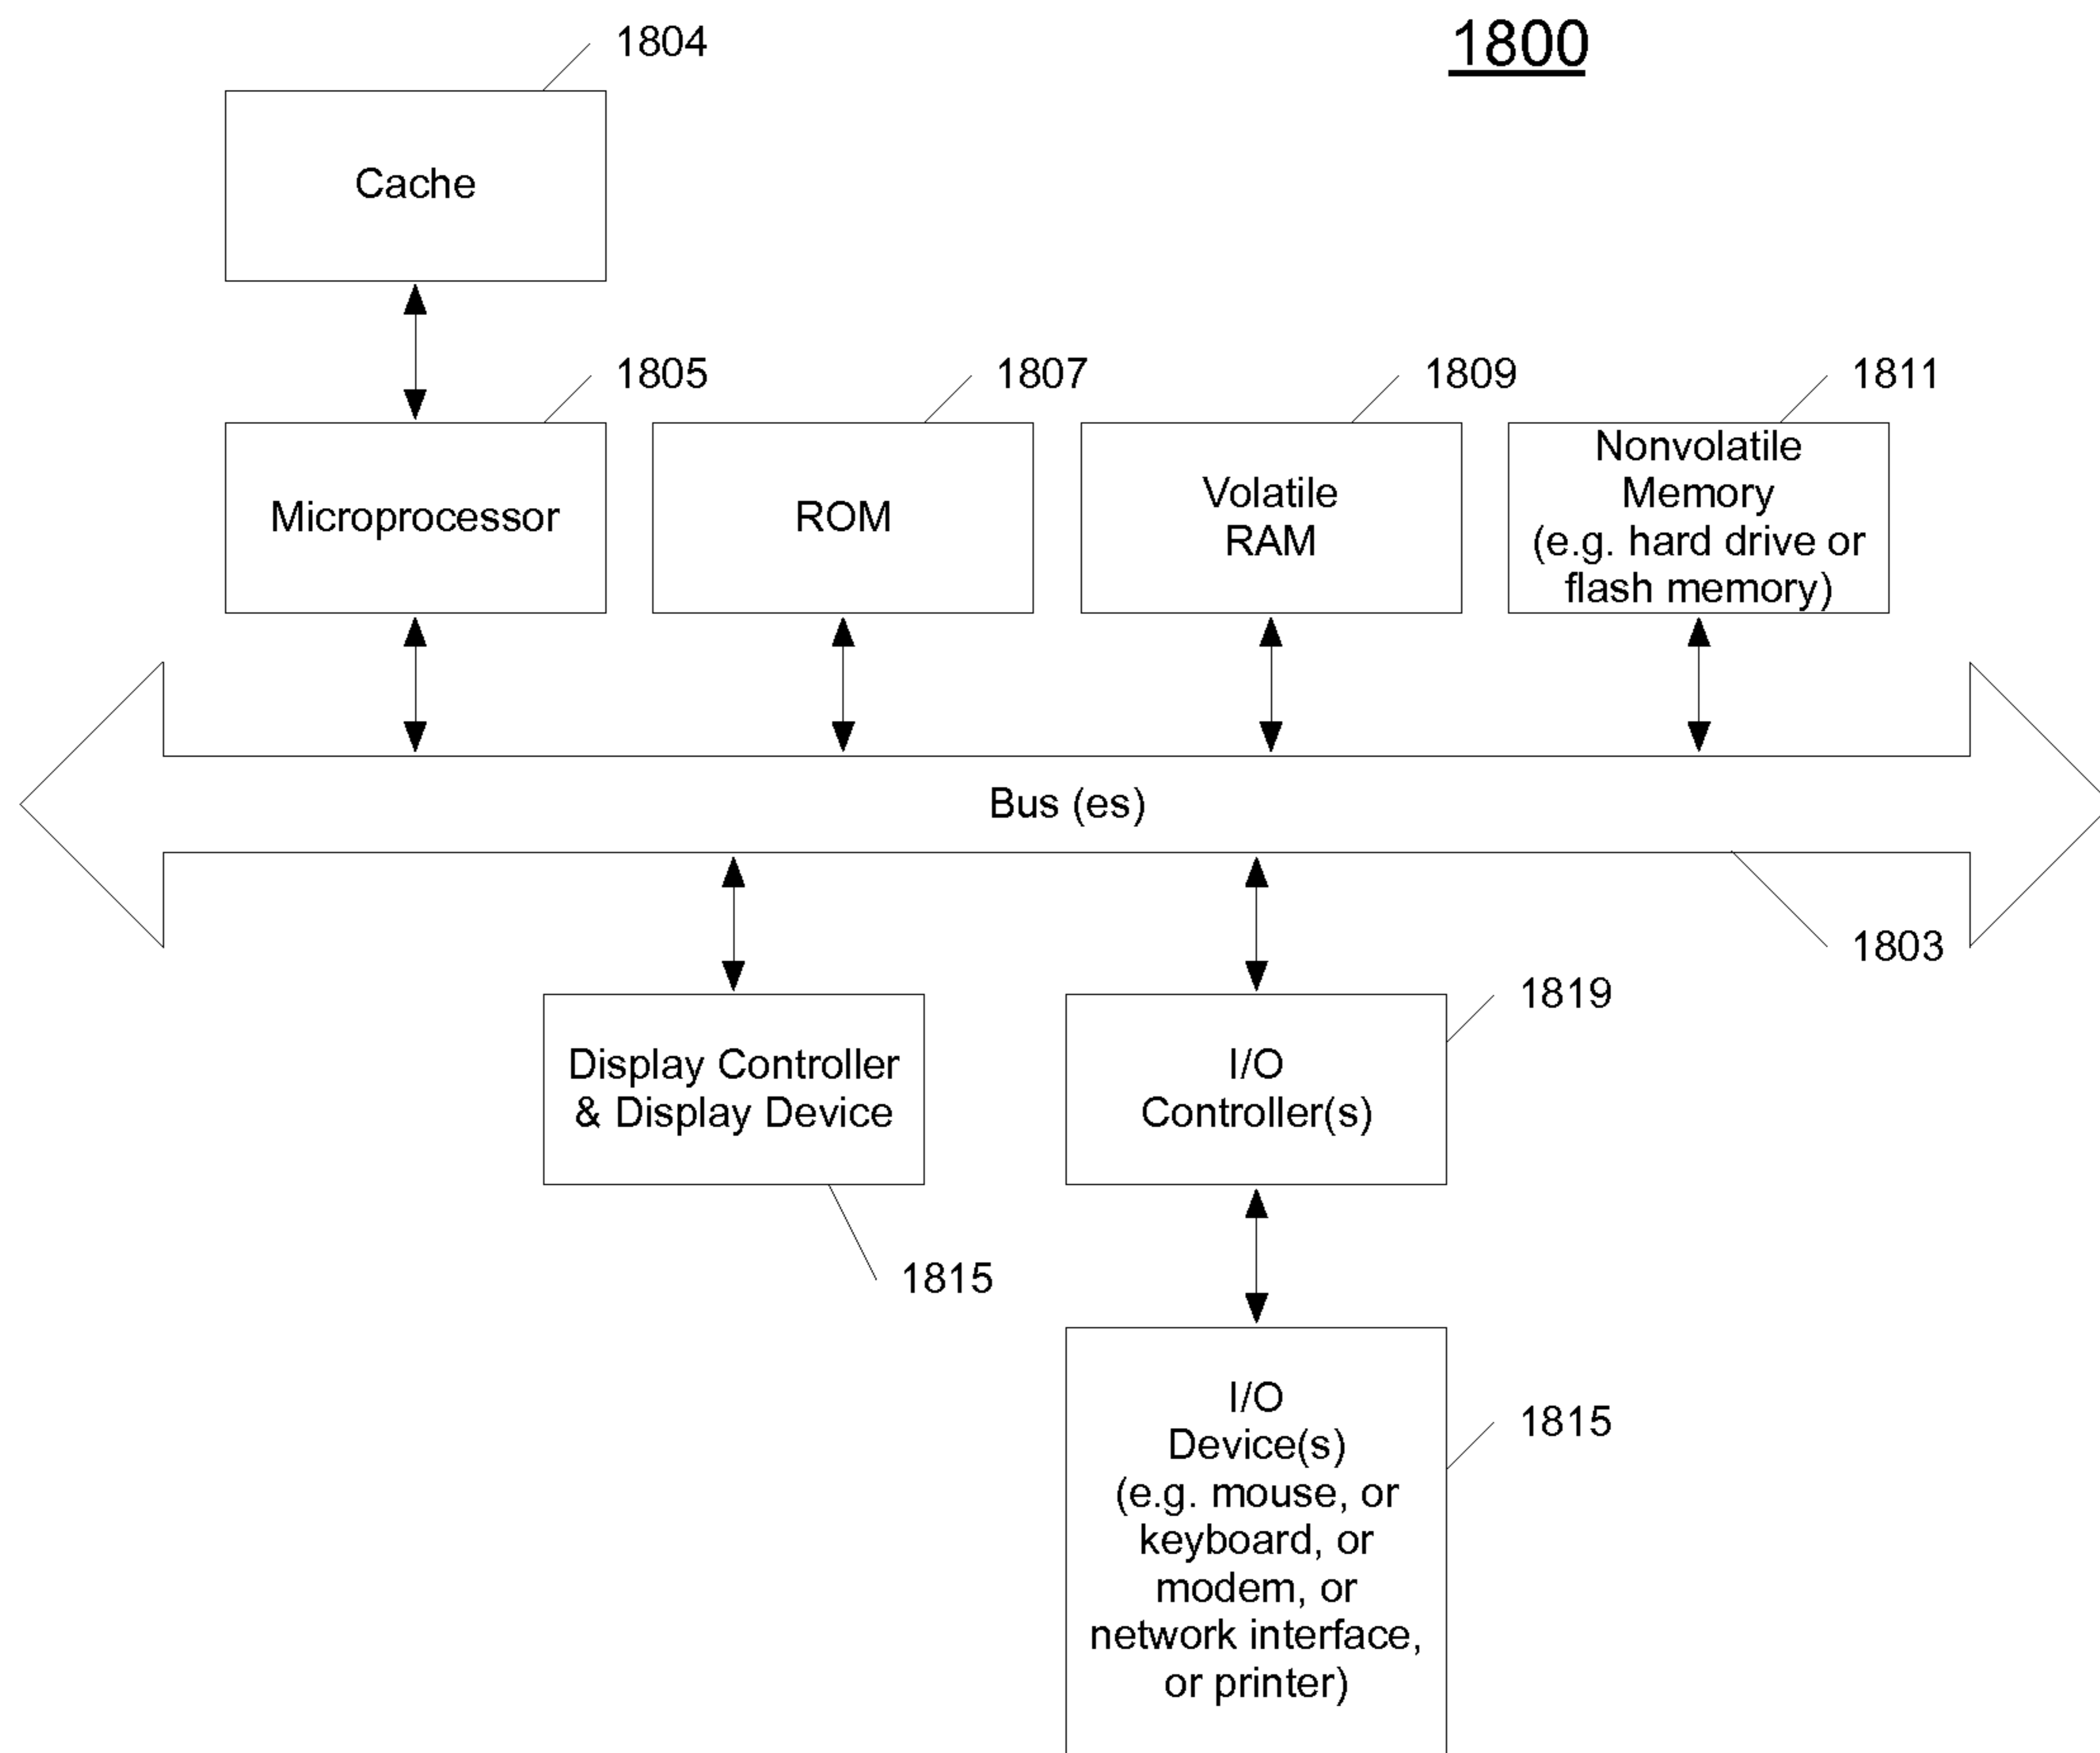 1800
1804
Cache
1805
1807
1809
1811
Microprocessor
ROM
Volatile
RAM
Nonvolatile
Memory
(e.g. hard drive or
flash memory)
Bus (es)
1803
1819
Display Controller
& Display Device
I/O
Controller(s)
1815
1815
I/O
Device(s)
(e.g. mouse, or
keyboard, or
modem, or
network interface,
or printer)